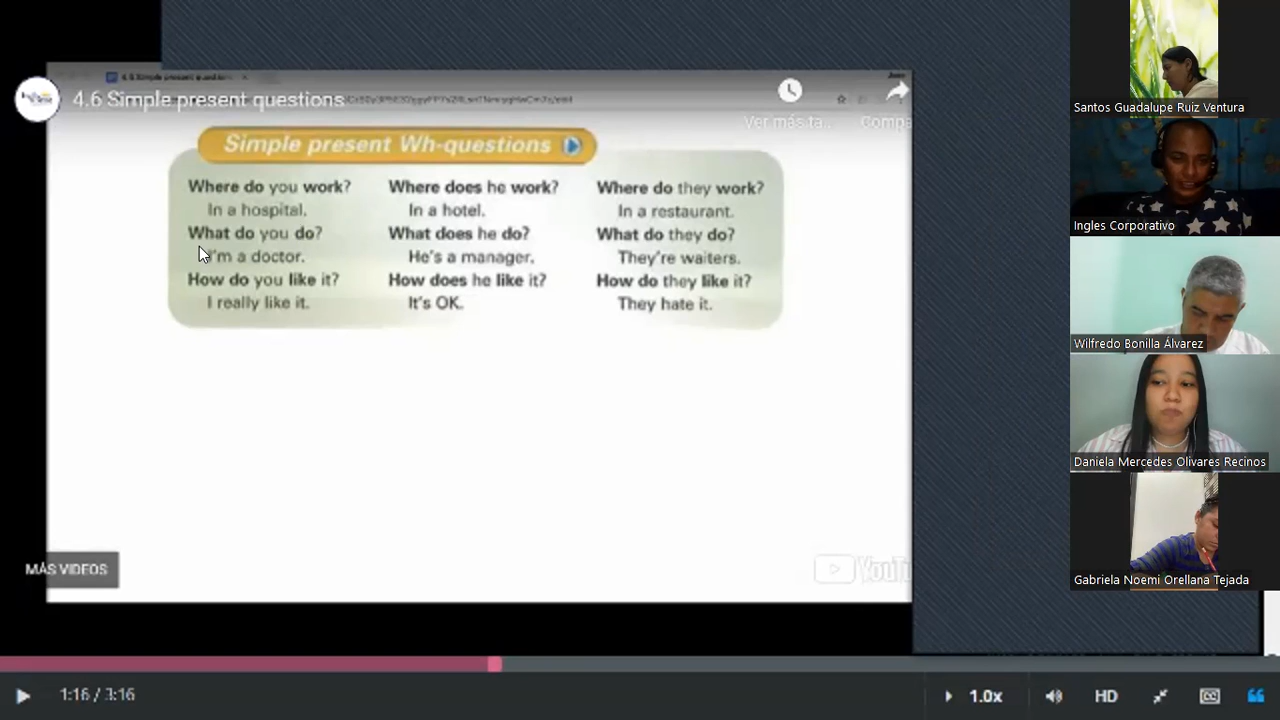 4.6 Simple present questions
Ver más ta...
Compa
Simple present Wh-questions
Where do you work?
In a hospital.
What do you do?
I'm a doctor.
How do you like it?
I really like it.
Where does he work?
In a hotel.
What does he do?
He's a manager.
How does he like it?
It's OK.
Where do they work?
In a restaurant.
What do they do?
They're waiters.
How do they like it?
They hate it.
MÁS VIDEOS
YouTu
1:16 / 3:16
1.0x
HD
CC
Santos Guadalupe Ruiz Ventura
Ingles Corporativo
Wilfredo Bonilla Álvarez
Daniela Mercedes Olivares Recinos
Gabriela Noemi Orellana Tejada